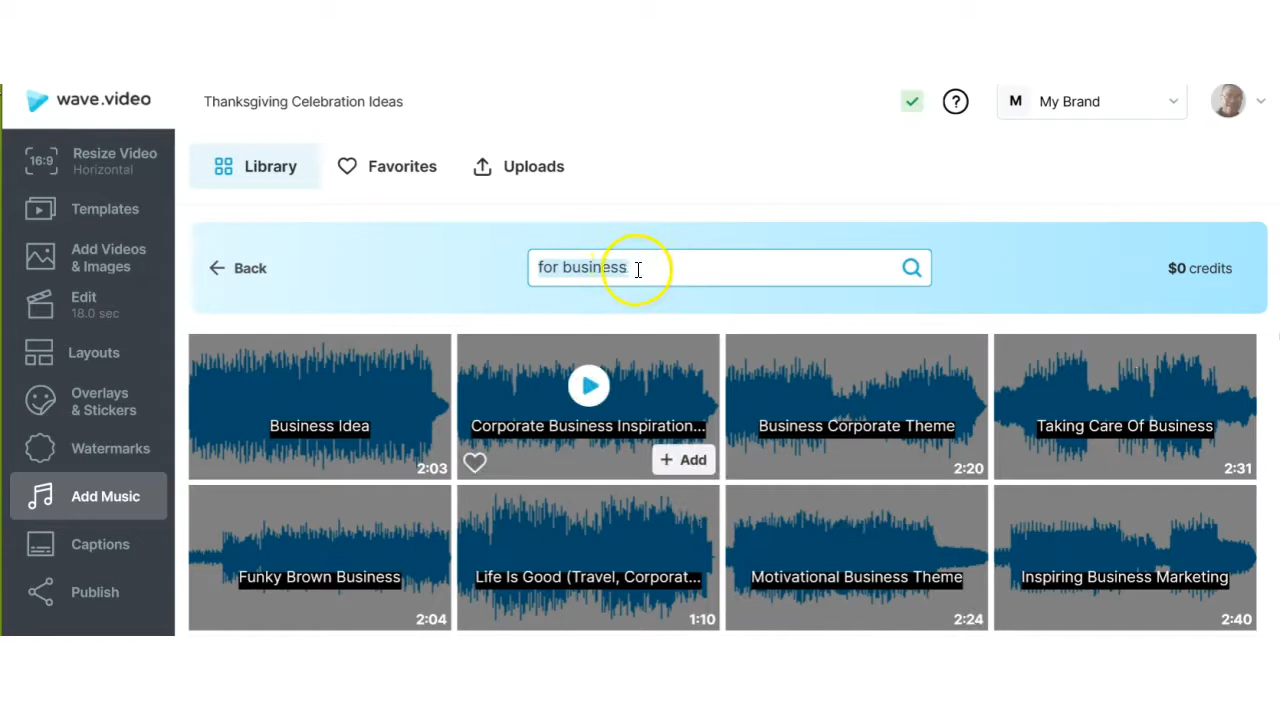 wave.video
Thanksgiving Celebration Ideas
?
M My Brand
16:9
Resize Video
Horizontal
Templates
Add Videos
& Images
Edit
18.0 sec
Layouts
Overlays
& Stickers
Watermarks
Add Music
Captions
Publish
Library
Favorites
Uploads
Back
for business
$0 credits
Business Idea
2:03
Corporate Business Inspiration...
+ Add
Business Corporate Theme
2:20
Taking Care Of Business
2:31
Funky Brown Business
2:04
Life Is Good (Travel, Corporat...
1:10
Motivational Business Theme
2:24
Inspiring Business Marketing
2:40